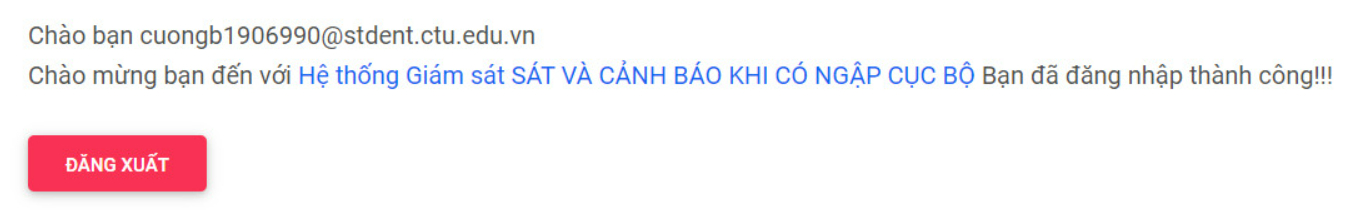 Chào bạn cuongb1906990@stdent.ctu.edu.vn
Chào mừng bạn đến với Hệ thống Giám sát SÁT VÀ CẢNH BÁO KHI CÓ NGẬP CỤC BỘ Bạn đã đăng nhập thành công!!!
ĐĂNG XUẤT